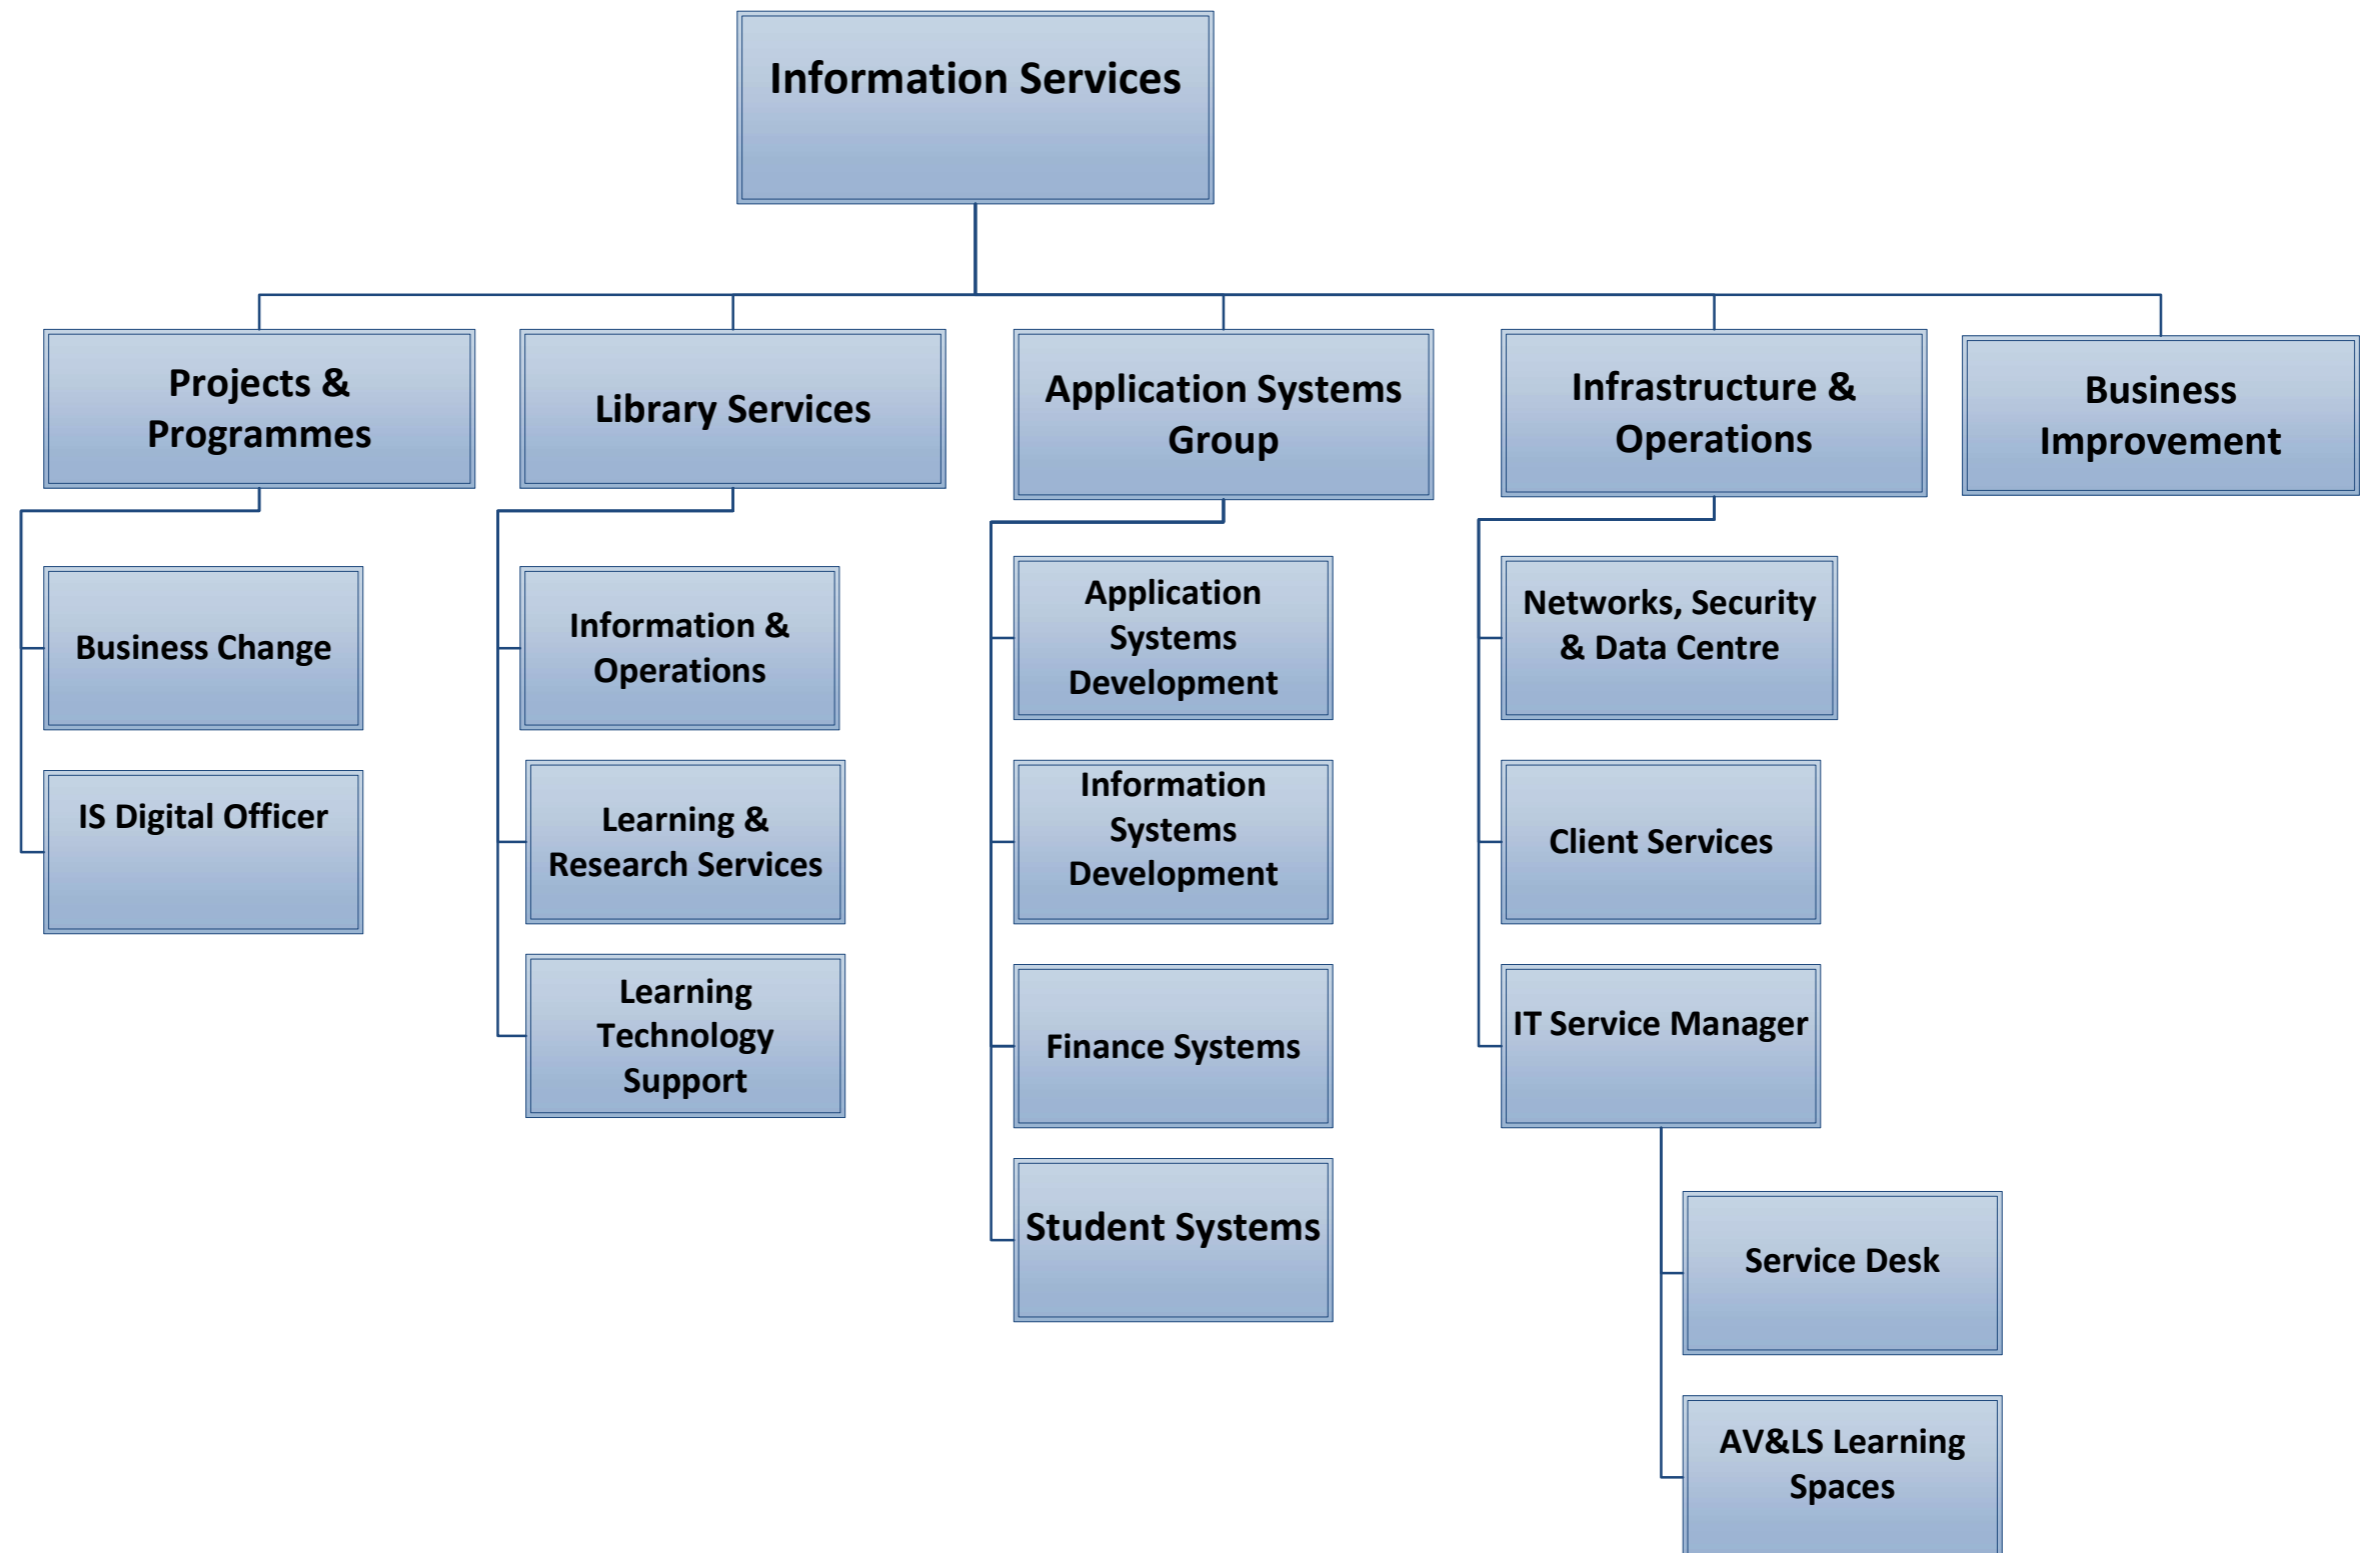 Information Services
Projects &
Programmes
Library Services
Application Systems
Group
Infrastructure &
Operations
Business
Improvement
Business Change
IS Digital Officer
Information &
Operations
Learning &
Research Services
Learning
Technology
Support
Application
Systems
Development
Information
Systems
Development
Finance Systems
Student Systems
Networks, Security
& Data Centre
Client Services
IT Service Manager
Service Desk
AV&LS Learning
Spaces